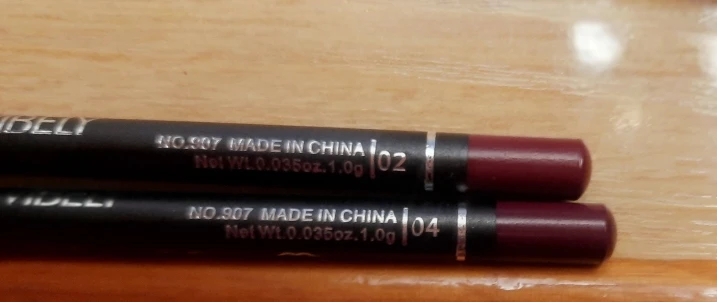 NO.907 MADE IN CHINA
Net Wt.0.035oz.1.0g
02
NO.907 MADE IN CHINA
Net Wt.0.035oz.1.0g
04